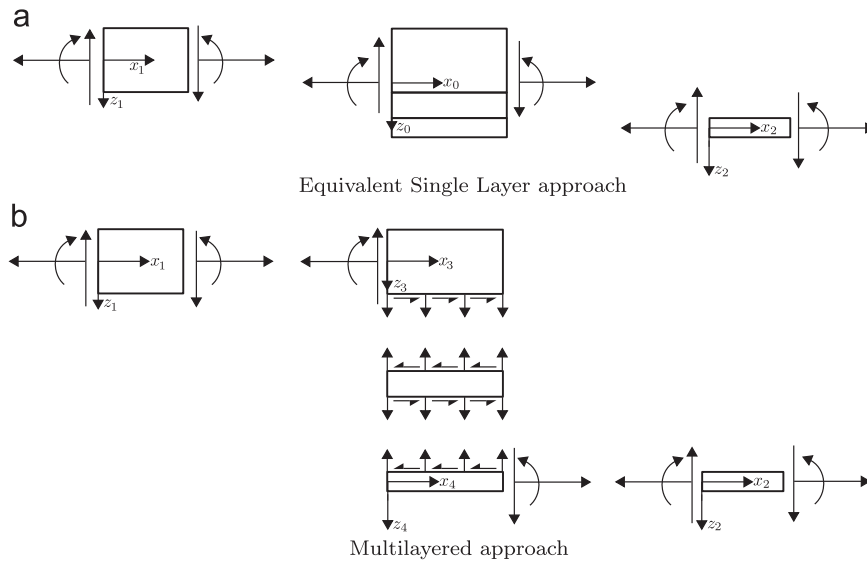 a
x₁
z₁
x₀
z₀
x₂
z₂
Equivalent Single Layer approach
b
x₁
z₁
x₃
z₃
x₄
z₄
x₂
z₂
Multilayered approach